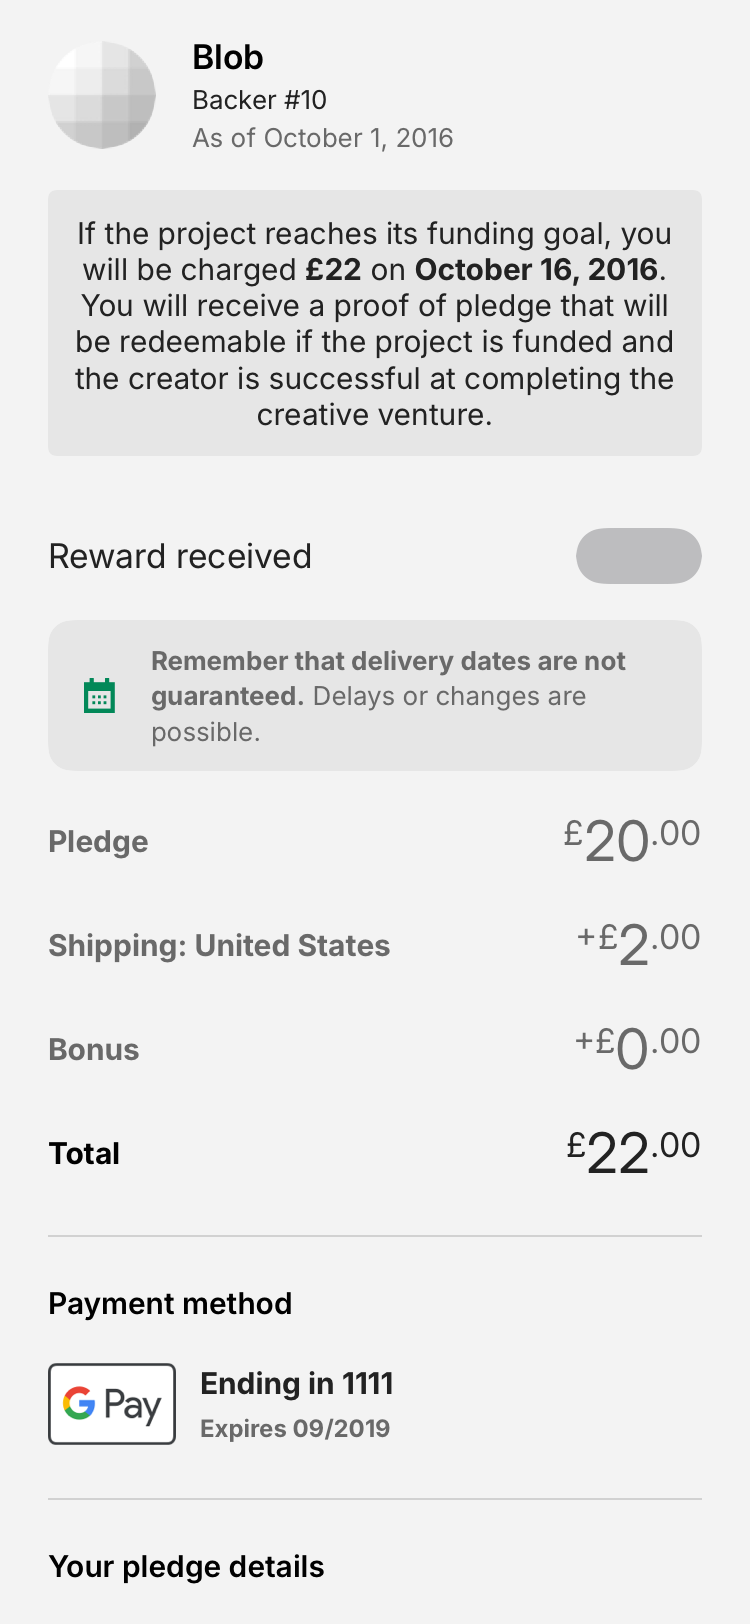 Blob
Backer #10
As of October 1, 2016
If the project reaches its funding goal, you
will be charged £22 on October 16, 2016.
You will receive a proof of pledge that will
be redeemable if the project is funded and
the creator is successful at completing the
creative venture.
Reward received
Remember that delivery dates are not
guaranteed. Delays or changes are
possible.
Pledge £20.00
Shipping: United States +£2.00
Bonus +£0.00
Total £22.00
Payment method
G Pay
Ending in 1111
Expires 09/2019
Your pledge details